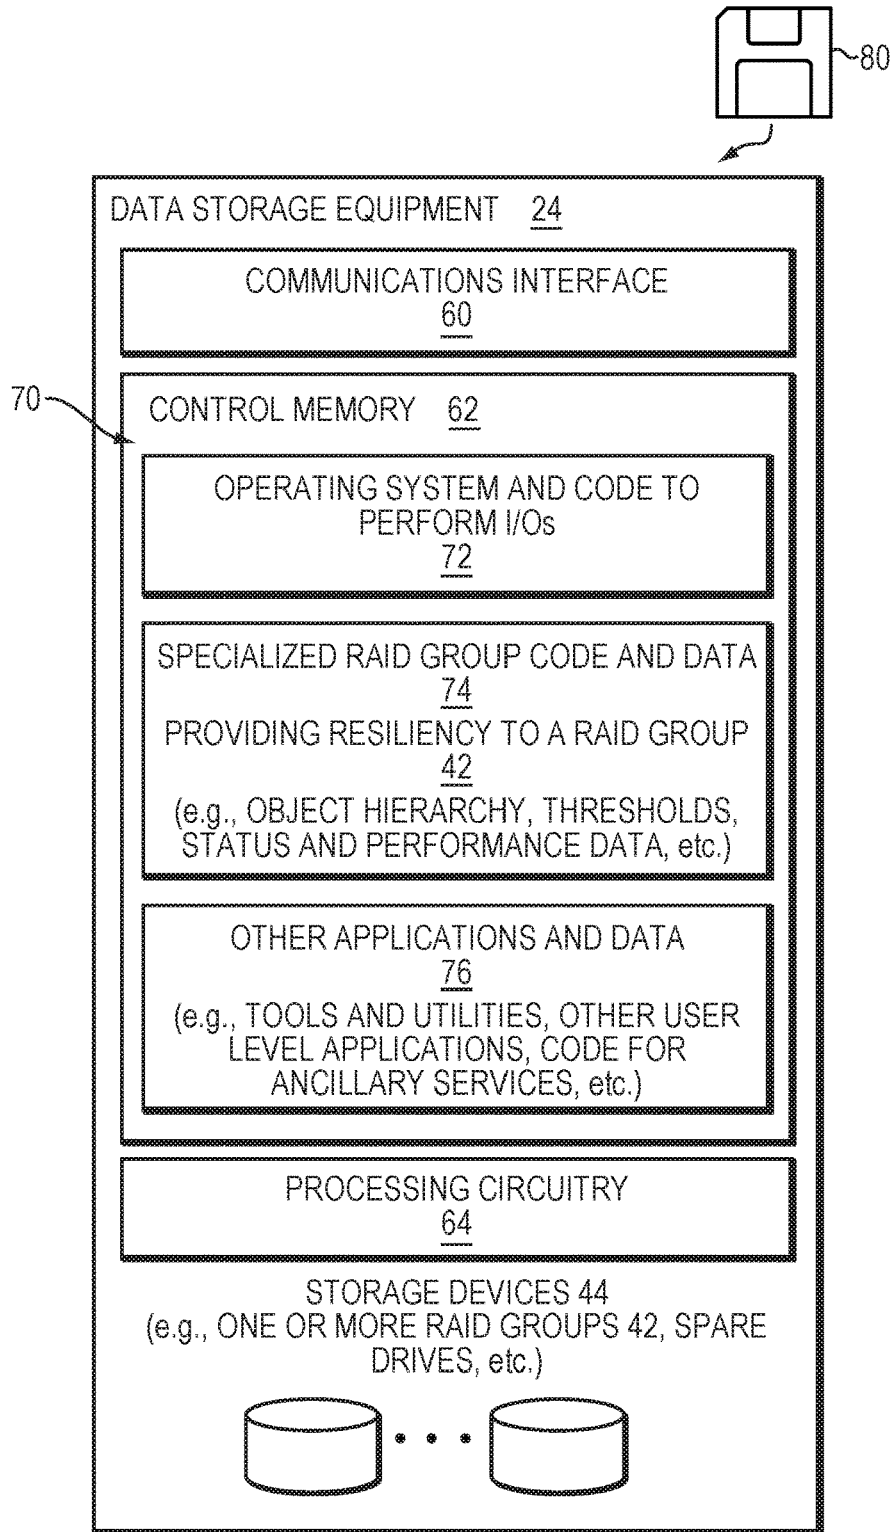 80
DATA STORAGE EQUIPMENT 24
COMMUNICATIONS INTERFACE
60
70
CONTROL MEMORY 62
OPERATING SYSTEM AND CODE TO
PERFORM I/Os
72
SPECIALIZED RAID GROUP CODE AND DATA
74
PROVIDING RESILIENCY TO A RAID GROUP
42
(e.g., OBJECT HIERARCHY, THRESHOLDS,
STATUS AND PERFORMANCE DATA, etc.)
OTHER APPLICATIONS AND DATA
76
(e.g., TOOLS AND UTILITIES, OTHER USER
LEVEL APPLICATIONS, CODE FOR
ANCILLARY SERVICES, etc.)
PROCESSING CIRCUITRY
64
STORAGE DEVICES 44
(e.g., ONE OR MORE RAID GROUPS 42, SPARE
DRIVES, etc.)